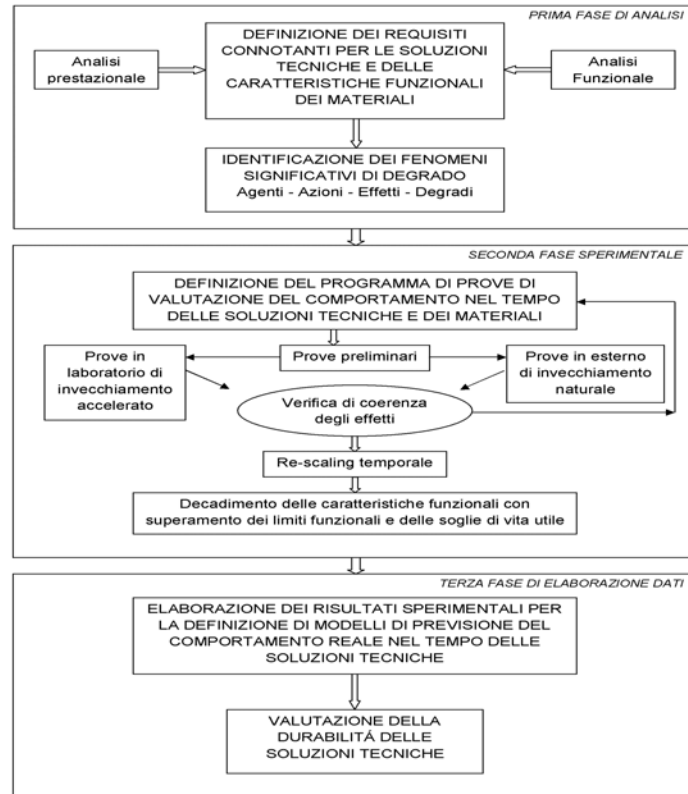 PRIMA FASE DI ANALISI
DEFINIZIONE DEI REQUISITI
CONNOTANTI PER LE SOLUZIONI
TECNICHE E DELLE
CARATTERISTICHE FUNZIONALI
DEI MATERIALI
Analisi
prestazionale
Analisi
Funzionale
IDENTIFICAZIONE DEI FENOMENI
SIGNIFICATIVI DI DEGRADO
Agenti - Azioni - Effetti - Degradi
SECONDA FASE SPERIMENTALE
DEFINIZIONE DEL PROGRAMMA DI PROVE DI
VALUTAZIONE DEL COMPORTAMENTO NEL TEMPO
DELLE SOLUZIONI TECNICHE E DEI MATERIALI
Prove in
laboratorio di
invecchiamento
accelerato
Prove preliminari
Prove in esterno
di invecchiamento
naturale
Verifica di coerenza
degli effetti
Re-scaling temporale
Decadimento delle caratteristiche funzionali con
superamento dei limiti funzionali e delle soglie di vita utile
TERZA FASE DI ELABORAZIONE DATI
ELABORAZIONE DEI RISULTATI SPERIMENTALI PER
LA DEFINIZIONE DI MODELLI DI PREVISIONE DEL
COMPORTAMENTO REALE NEL TEMPO DELLE
SOLUZIONI TECNICHE
VALUTAZIONE DELLA
DURABILITÁ DELLE
SOLUZIONI TECNICHE